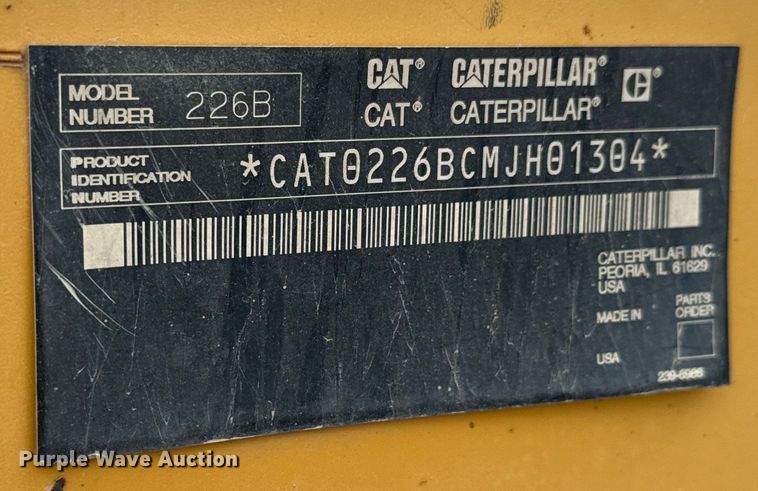 MODEL NUMBER 226B
CAT® CATERPILLAR® C®
CAT® CATERPILLAR®
PRODUCT IDENTIFICATION NUMBER *CAT0226BCMJH01304*
CATERPILLAR INC.
PEORIA, IL 61629
USA
MADE IN
USA
PARTS
ORDER
239-6986
Purple Wave Auction